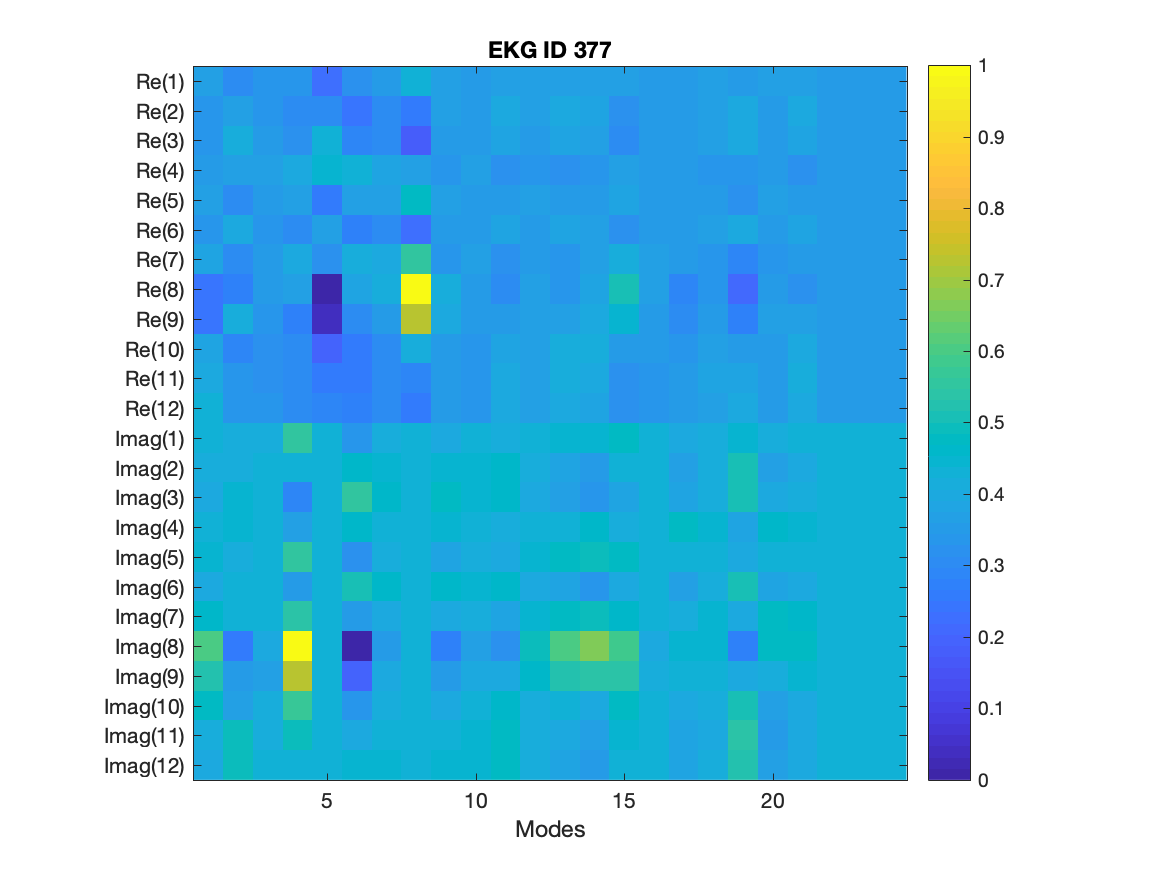 EKG ID 377
Re(1)
Re(2)
Re(3)
Re(4)
Re(5)
Re(6)
Re(7)
Re(8)
Re(9)
Re(10)
Re(11)
Re(12)
Imag(1)
Imag(2)
Imag(3)
Imag(4)
Imag(5)
Imag(6)
Imag(7)
Imag(8)
Imag(9)
Imag(10)
Imag(11)
Imag(12)
5 10 15 20
Modes
1
0.9
0.8
0.7
0.6
0.5
0.4
0.3
0.2
0.1
0